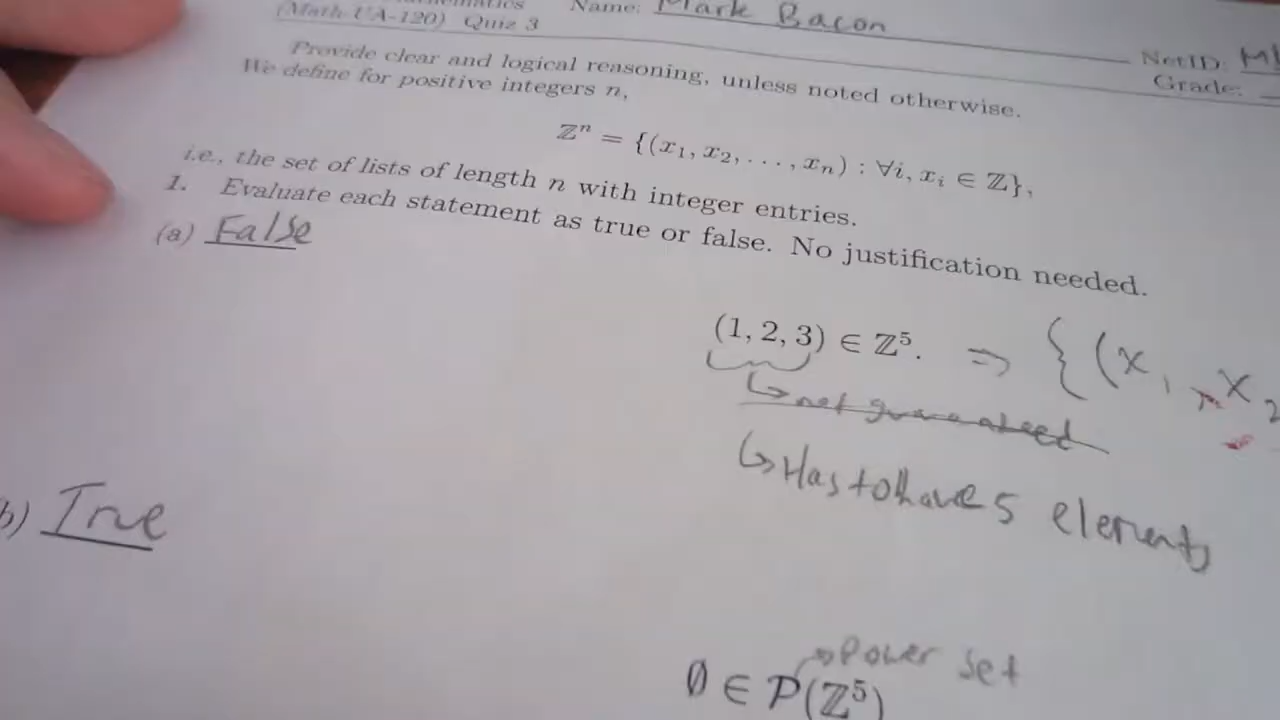 Name: Mark Bacon
(Math-UA-120) Quiz 3
NetID:
Grade:
Provide clear and logical reasoning, unless noted otherwise.
We define for positive integers n,
ℤⁿ = {(x₁, x₂, . . . , xₙ) : ∀i, xᵢ ∈ ℤ},
i.e., the set of lists of length n with integer entries.
1. Evaluate each statement as true or false. No justification needed.
(a) False
(1, 2, 3) ∈ ℤ⁵. ⇒ { (x₁, x₂
↳ not guaranteed
↳ Has to have 5 elements
b) True
→ Power set
∅ ∈ P(ℤ⁵)